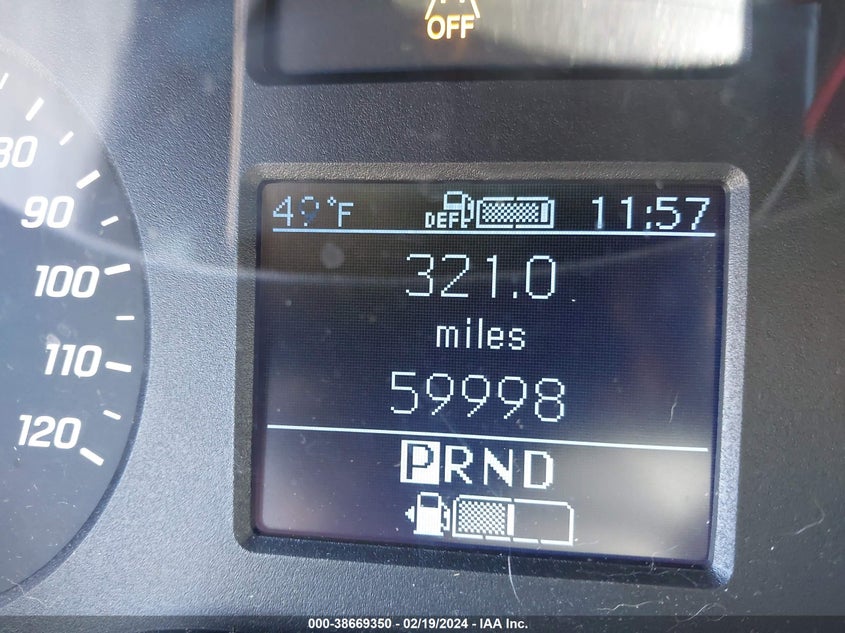 OFF
90
100
110
120
49°F DEF 11:57
321.0
miles
59998
PRND
000-38669350 - 02/19/2024 - IAA Inc.